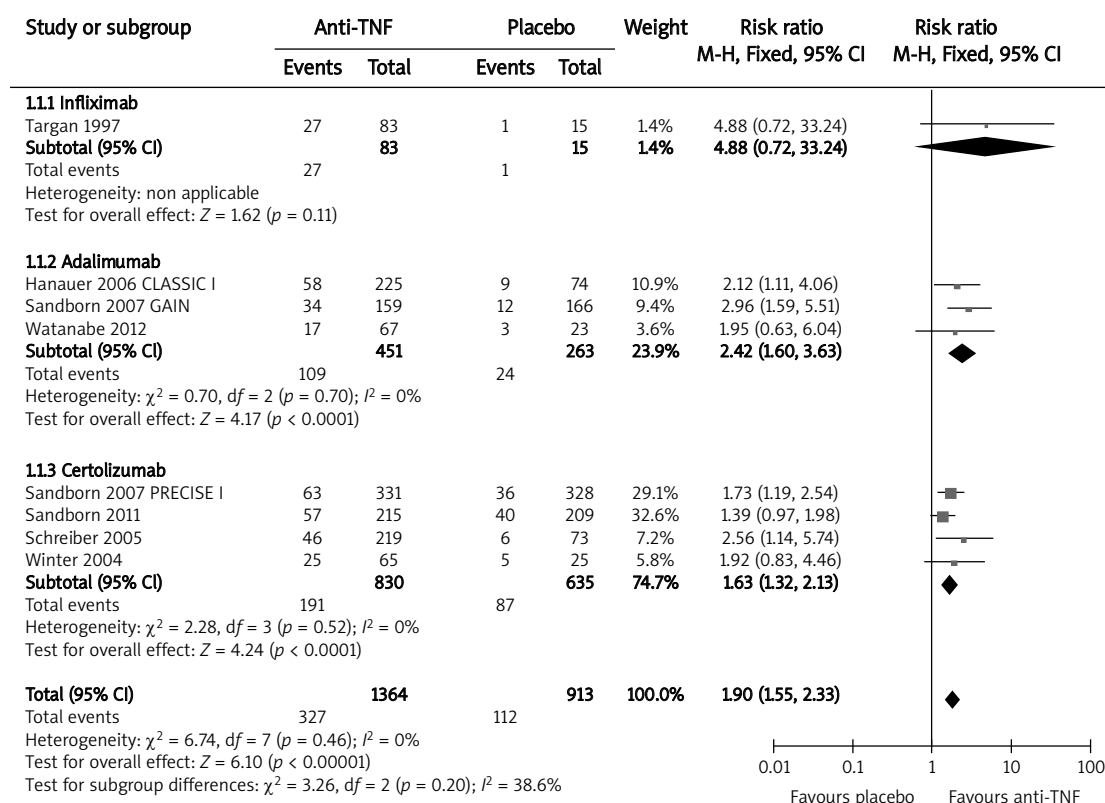 Study or subgroup Anti-TNF Placebo Weight Risk ratio Risk ratio
M-H, Fixed, 95% CI M-H, Fixed, 95% CI
Events Total Events Total
1.1.1 Infliximab
Targan 1997 27 83 1 15 1.4% 4.88 (0.72, 33.24)
Subtotal (95% CI) 83 15 1.4% 4.88 (0.72, 33.24)
Total events 27 1
Heterogeneity: non applicable
Test for overall effect: Z = 1.62 (p = 0.11)
1.1.2 Adalimumab
Hanauer 2006 CLASSIC I 58 225 9 74 10.9% 2.12 (1.11, 4.06)
Sandborn 2007 GAIN 34 159 12 166 9.4% 2.96 (1.59, 5.51)
Watanabe 2012 17 67 3 23 3.6% 1.95 (0.63, 6.04)
Subtotal (95% CI) 451 263 23.9% 2.42 (1.60, 3.63)
Total events 109 24
Heterogeneity: χ² = 0.70, df = 2 (p = 0.70); I² = 0%
Test for overall effect: Z = 4.17 (p < 0.0001)
1.1.3 Certolizumab
Sandborn 2007 PRECISE I 63 331 36 328 29.1% 1.73 (1.19, 2.54)
Sandborn 2011 57 215 40 209 32.6% 1.39 (0.97, 1.98)
Schreiber 2005 46 219 6 73 7.2% 2.56 (1.14, 5.74)
Winter 2004 25 65 5 25 5.8% 1.92 (0.83, 4.46)
Subtotal (95% CI) 830 635 74.7% 1.63 (1.32, 2.13)
Total events 191 87
Heterogeneity: χ² = 2.28, df = 3 (p = 0.52); I² = 0%
Test for overall effect: Z = 4.24 (p < 0.0001)
Total (95% CI) 1364 913 100.0% 1.90 (1.55, 2.33)
Total events 327 112
Heterogeneity: χ² = 6.74, df = 7 (p = 0.46); I² = 0%
Test for overall effect: Z = 6.10 (p < 0.00001)
Test for subgroup differences: χ² = 3.26, df = 2 (p = 0.20); I² = 38.6%
0.01 0.1 1 10 100
Favours placebo Favours anti-TNF